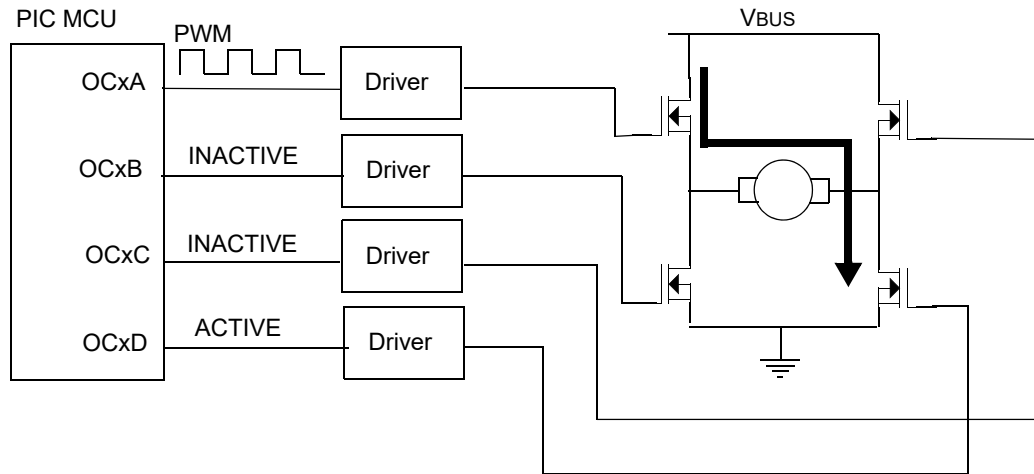 PIC MCU
PWM
VBUS
OCxA
Driver
OCxB
INACTIVE
Driver
OCxC
INACTIVE
Driver
OCxD
ACTIVE
Driver